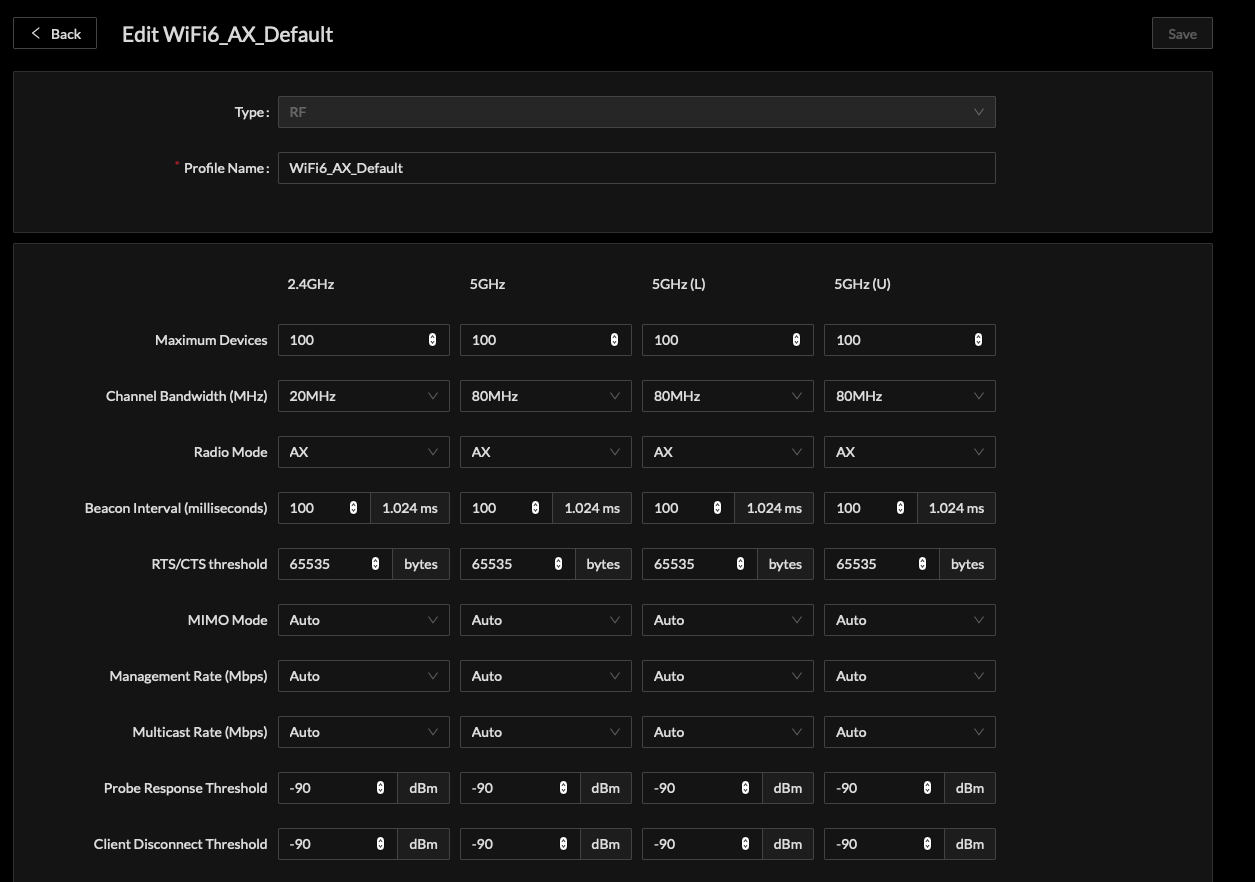 Back Edit WiFi6_AX_Default Save
Type : RF
* Profile Name : WiFi6_AX_Default
2.4GHz 5GHz 5GHz (L) 5GHz (U)
Maximum Devices 100 100 100 100
Channel Bandwidth (MHz) 20MHz 80MHz 80MHz 80MHz
Radio Mode AX AX AX AX
Beacon Interval (milliseconds) 100 1.024 ms 100 1.024 ms 100 1.024 ms 100 1.024 ms
RTS/CTS threshold 65535 bytes 65535 bytes 65535 bytes 65535 bytes
MIMO Mode Auto Auto Auto Auto
Management Rate (Mbps) Auto Auto Auto Auto
Multicast Rate (Mbps) Auto Auto Auto Auto
Probe Response Threshold -90 dBm -90 dBm -90 dBm -90 dBm
Client Disconnect Threshold -90 dBm -90 dBm -90 dBm -90 dBm